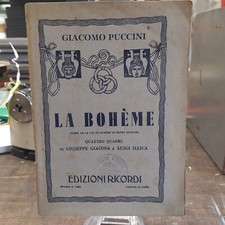 GIACOMO PUCCINI
LA BOHÈME
QUATTRO QUADRI
DI GIUSEPPE GIACOSA E LUIGI ILLICA
EDIZIONI RICORDI